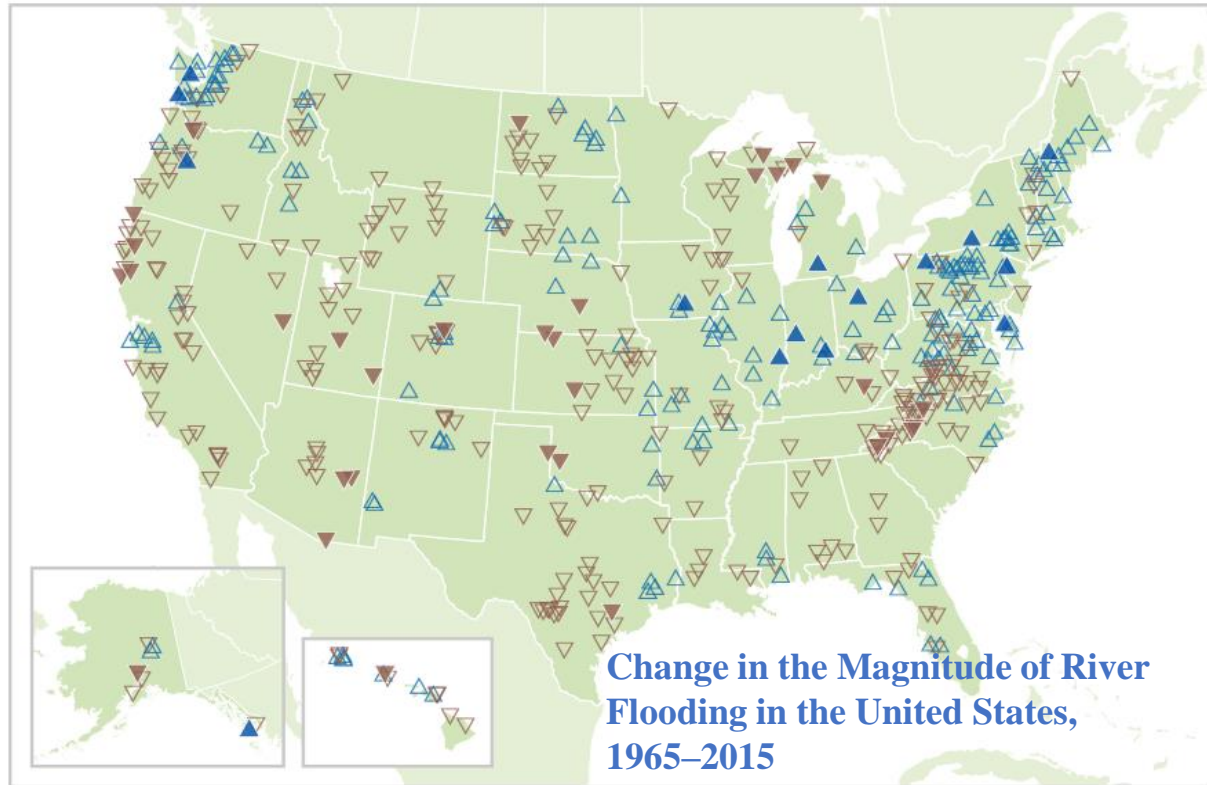 Change in the Magnitude of River
Flooding in the United States,
1965–2015